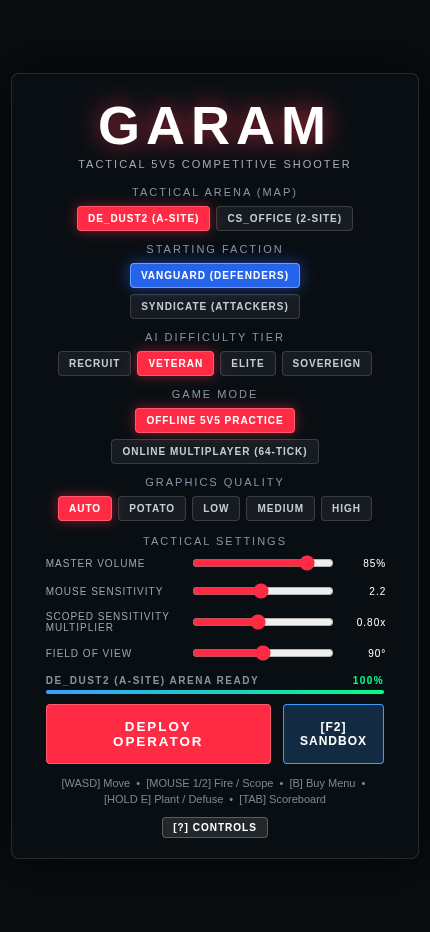 GARAM
TACTICAL 5V5 COMPETITIVE SHOOTER
TACTICAL ARENA (MAP)
DE_DUST2 (A-SITE) CS_OFFICE (2-SITE)
STARTING FACTION
VANGUARD (DEFENDERS)
SYNDICATE (ATTACKERS)
AI DIFFICULTY TIER
RECRUIT VETERAN ELITE SOVEREIGN
GAME MODE
OFFLINE 5V5 PRACTICE
ONLINE MULTIPLAYER (64-TICK)
GRAPHICS QUALITY
AUTO POTATO LOW MEDIUM HIGH
TACTICAL SETTINGS
MASTER VOLUME 85%
MOUSE SENSITIVITY 2.2
SCOPED SENSITIVITY
MULTIPLIER 0.80x
FIELD OF VIEW 90°
DE_DUST2 (A-SITE) ARENA READY 100%
DEPLOY
OPERATOR
[F2]
SANDBOX
[WASD] Move • [MOUSE 1/2] Fire / Scope • [B] Buy Menu •
[HOLD E] Plant / Defuse • [TAB] Scoreboard
[?] CONTROLS